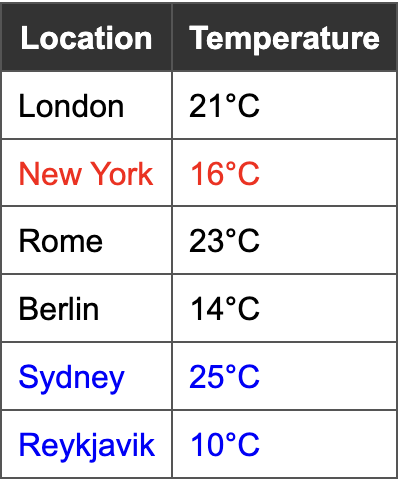 Location Temperature
London 21°C
New York 16°C
Rome 23°C
Berlin 14°C
Sydney 25°C
Reykjavik 10°C